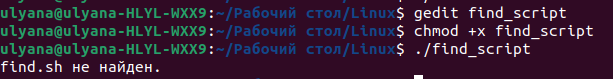 ulyana@ulyana-HLYL-WXX9:~/Рабочий стол/Linux$ gedit find_script
ulyana@ulyana-HLYL-WXX9:~/Рабочий стол/Linux$ chmod +x find_script
ulyana@ulyana-HLYL-WXX9:~/Рабочий стол/Linux$ ./find_script
find.sh не найден.